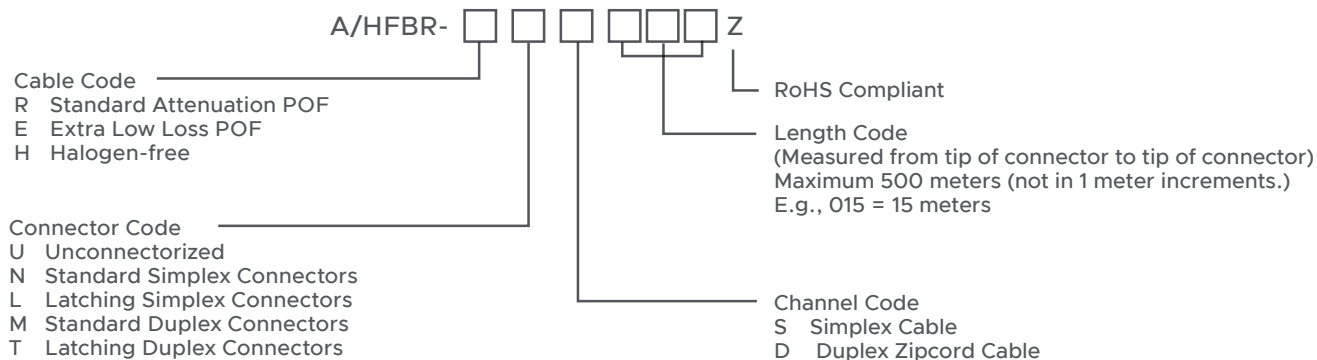 A/HFBR- Z
Cable Code
R Standard Attenuation POF
E Extra Low Loss POF
H Halogen-free
Connector Code
U Unconnectorized
N Standard Simplex Connectors
L Latching Simplex Connectors
M Standard Duplex Connectors
T Latching Duplex Connectors
RoHS Compliant
Length Code
(Measured from tip of connector to tip of connector)
Maximum 500 meters (not in 1 meter increments.)
E.g., 015 = 15 meters
Channel Code
S Simplex Cable
D Duplex Zipcord Cable